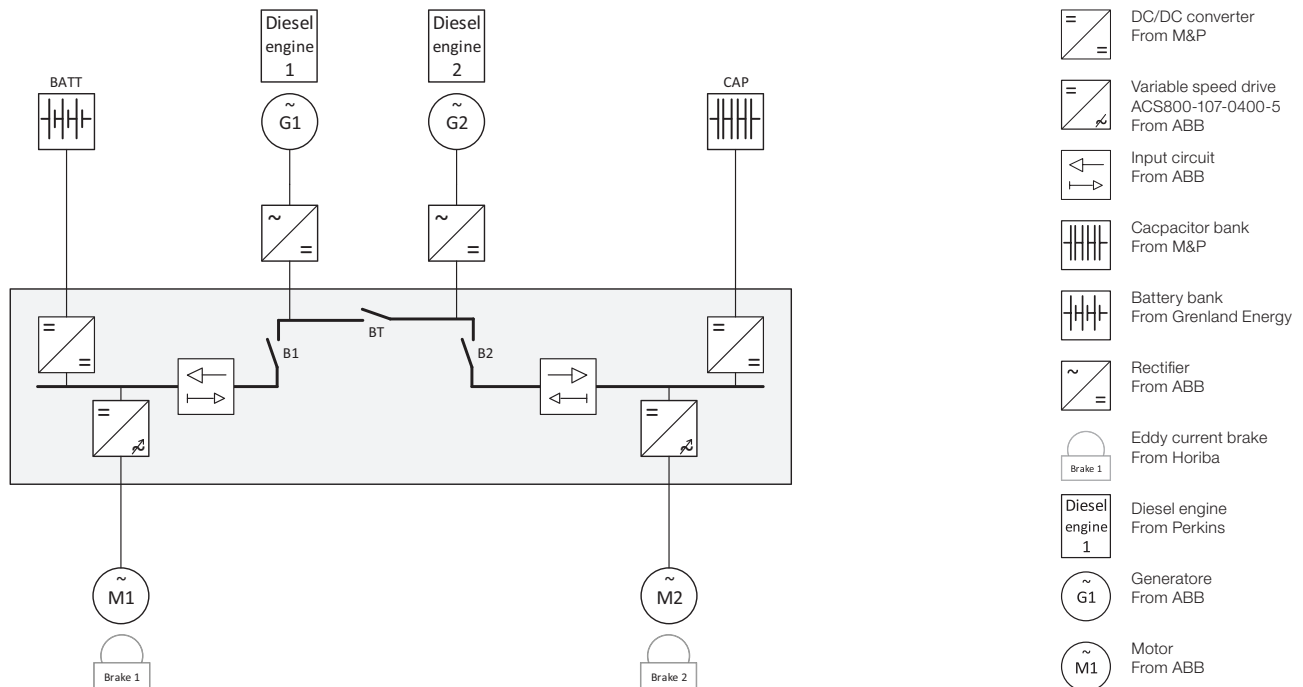 Diesel
engine
1
Diesel
engine
2
BATT
CAP
~
G1
~
G2
~
=
~
=
=
=
=
=
BT
B1
B2
=
=
~
M1
~
M2
Brake 1
Brake 2
=
=
DC/DC converter
From M&P
=
Variable speed drive
ACS800-107-0400-5
From ABB
Input circuit
From ABB
Cacpacitor bank
From M&P
Battery bank
From Grenland Energy
~
=
Rectifier
From ABB
Brake 1
Eddy current brake
From Horiba
Diesel
engine
1
Diesel engine
From Perkins
~
G1
Generatore
From ABB
~
M1
Motor
From ABB